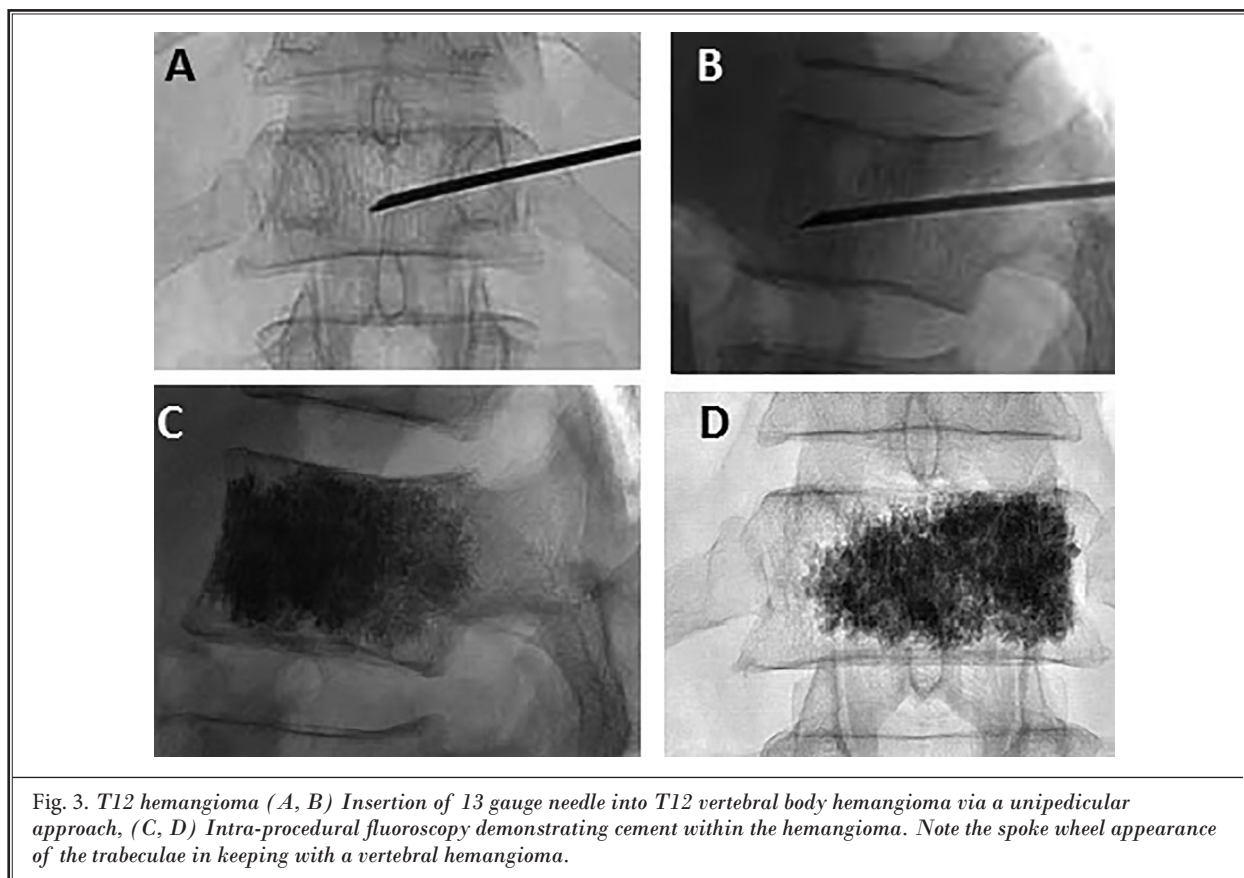 A
B
C
D
Fig. 3. T12 hemangioma (A, B) Insertion of 13 gauge needle into T12 vertebral body hemangioma via a unipedicular
approach, (C, D) Intra-procedural fluoroscopy demonstrating cement within the hemangioma. Note the spoke wheel appearance
of the trabeculae in keeping with a vertebral hemangioma.